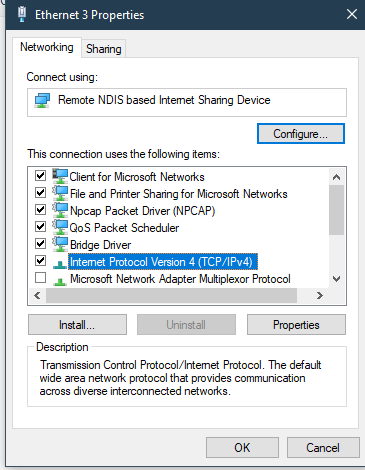 Ethernet 3 Properties
Networking
Sharing
Connect using:
Remote NDIS based Internet Sharing Device
Configure...
This connection uses the following items:
Client for Microsoft Networks
File and Printer Sharing for Microsoft Networks
Npcap Packet Driver (NPCAP)
QoS Packet Scheduler
Bridge Driver
Internet Protocol Version 4 (TCP/IPv4)
Microsoft Network Adapter Multiplexor Protocol
Install...
Uninstall
Properties
Description
Transmission Control Protocol/Internet Protocol. The default
wide area network protocol that provides communication
across diverse interconnected networks.
OK
Cancel